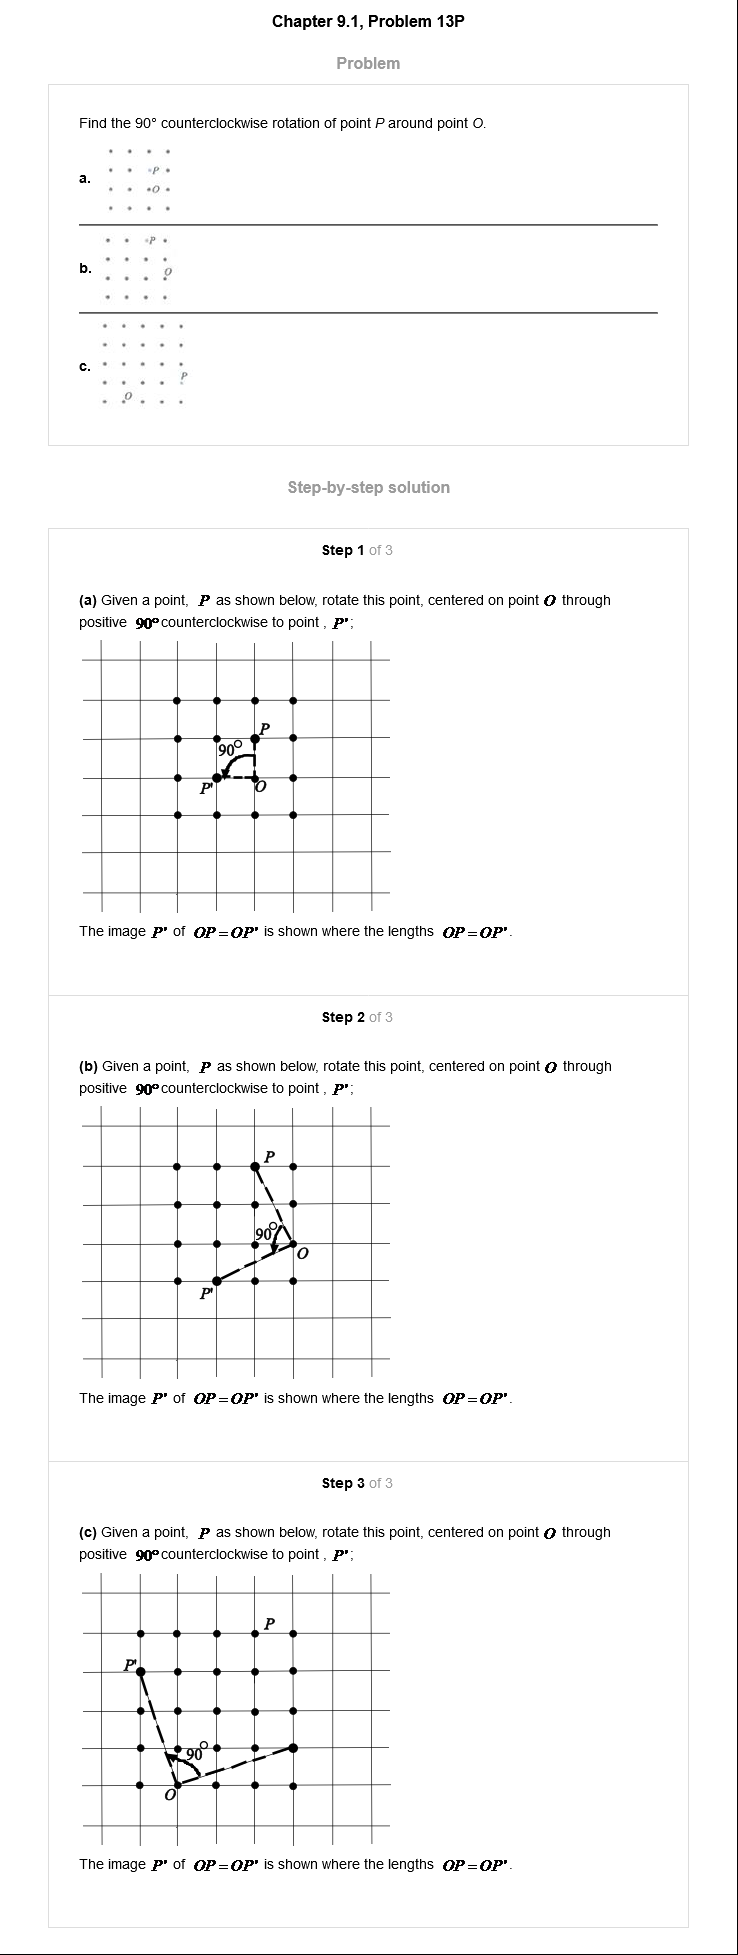 Chapter 9.1, Problem 13P
Problem
Find the 90° counterclockwise rotation of point P around point O.
a.
P
O
b.
P
O
c.
P
O
Step-by-step solution
Step 1 of 3
(a) Given a point, P as shown below, rotate this point, centered on point O through
positive 90° counterclockwise to point , P';
P
90°
P'
O
The image P' of OP=OP' is shown where the lengths OP=OP'.
Step 2 of 3
(b) Given a point, P as shown below, rotate this point, centered on point O through
positive 90° counterclockwise to point , P';
P
90°
O
P'
The image P' of OP=OP' is shown where the lengths OP=OP'.
Step 3 of 3
(c) Given a point, P as shown below, rotate this point, centered on point O through
positive 90° counterclockwise to point , P';
P
P'
90°
O
The image P' of OP=OP' is shown where the lengths OP=OP'.